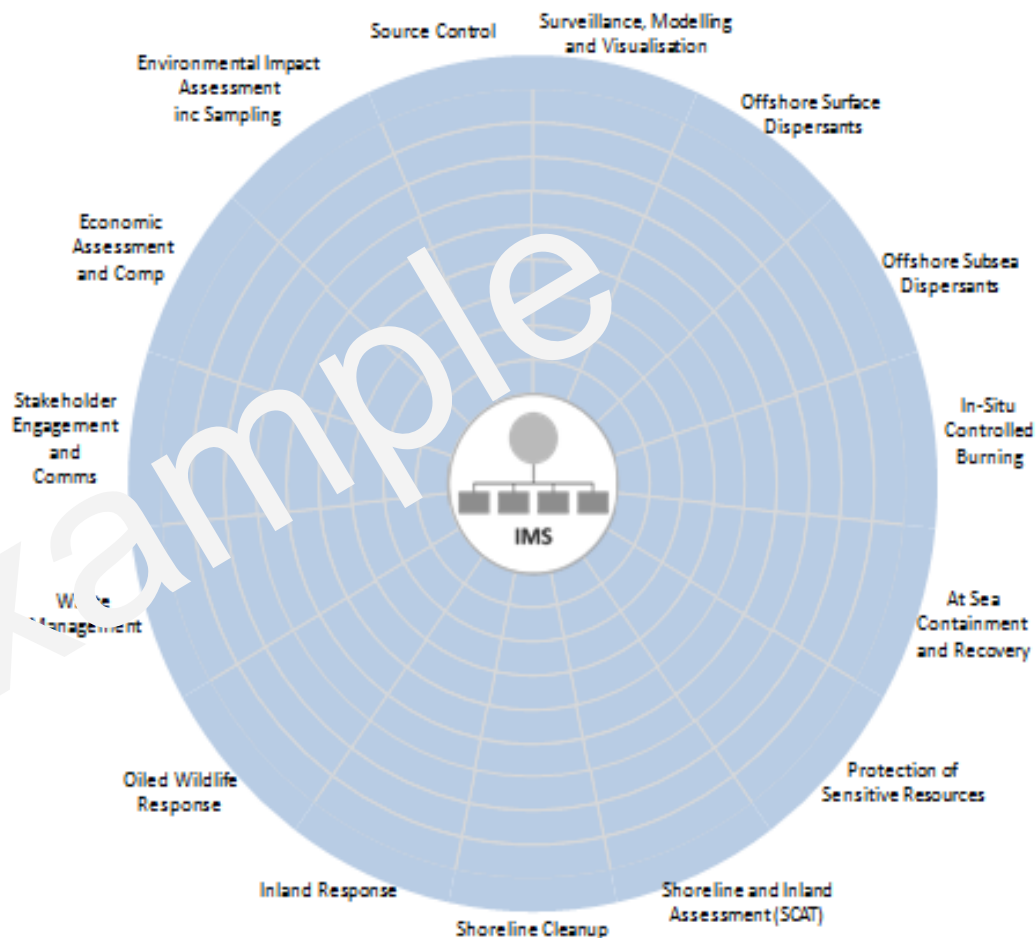 Source Control
Surveillance, Modelling
and Visualisation
Environmental Impact
Assessment
inc Sampling
Offshore Surface
Dispersants
Economic
Assessment
and Comp
Offshore Subsea
Dispersants
Stakeholder
Engagement
and
Comms
In-Situ
Controlled
Burning
IMS
Management
At Sea
Containment
and Recovery
Oiled Wildlife
Response
Protection of
Sensitive Resources
Inland Response
Shoreline and Inland
Assessment (SCAT)
Shoreline Cleanup
xample